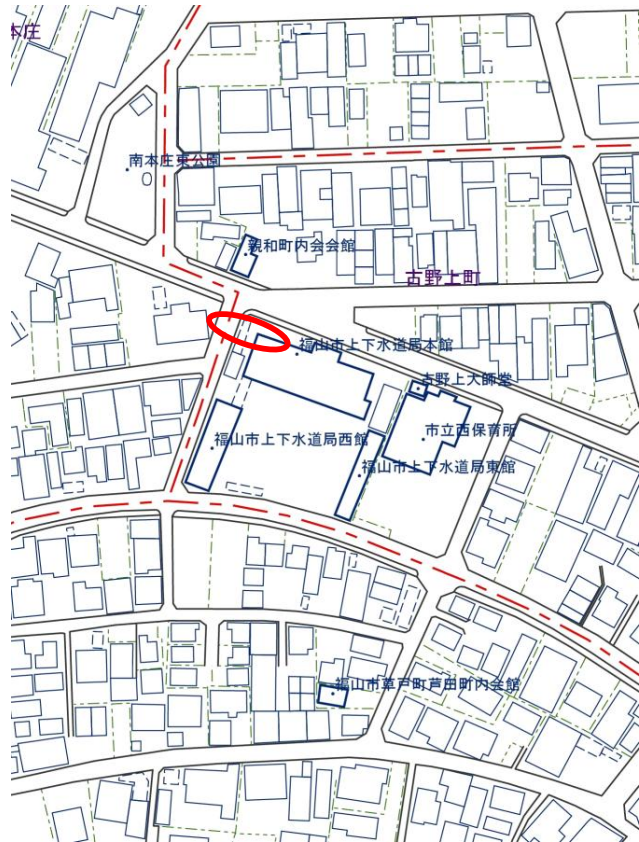 本庄
南本庄東公園
親和町内会会館
古野上町
福山市上下水道局本館
古野上大師堂
市立西保育所
福山市上下水道局西館
福山市上下水道局東館
福山市草戸町芦田町内会館